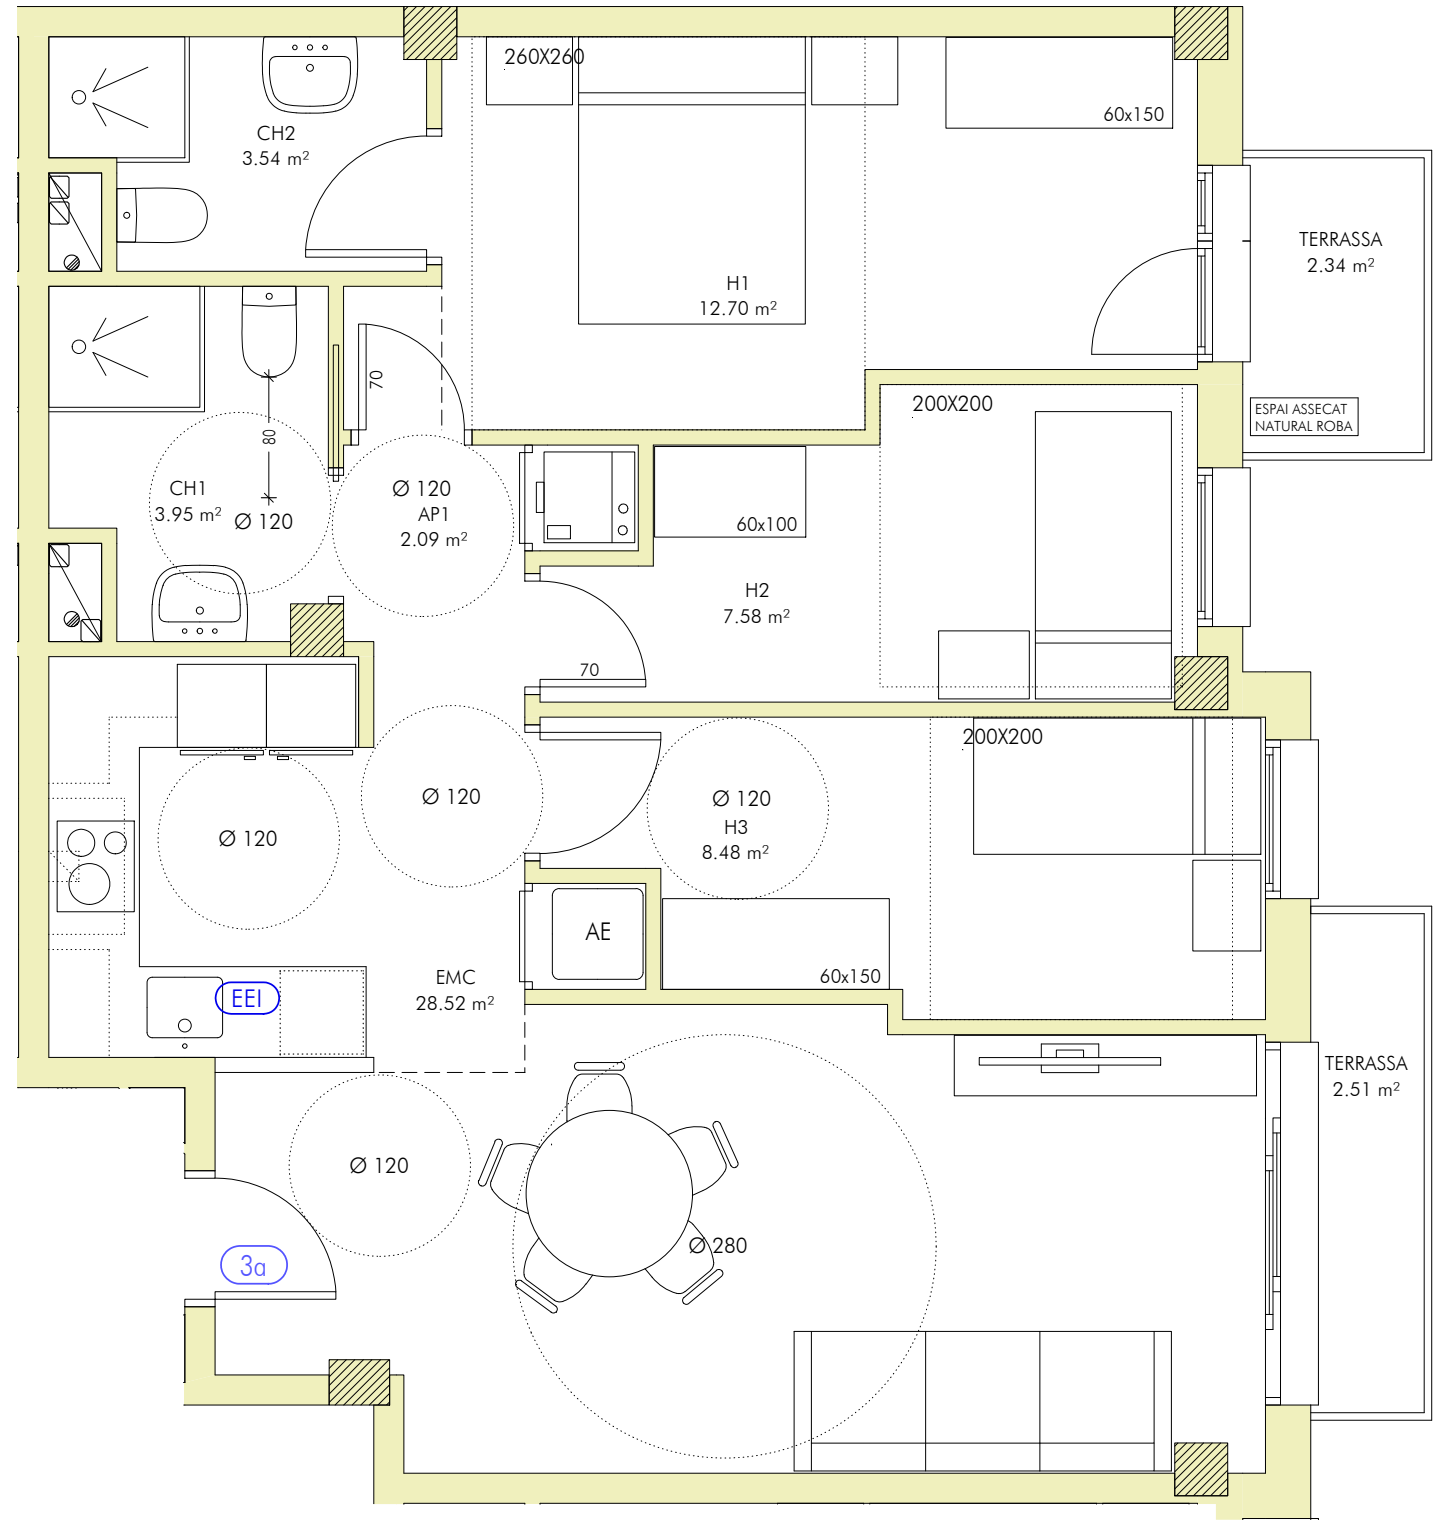 260X260
60x150
CH2
3.54 m²
TERRASSA
2.34 m²
H1
12.70 m²
70
200X200
ESPAI ASSECAT
NATURAL ROBA
80
CH1
3.95 m²
Ø 120
Ø 120
AP1
2.09 m²
60x100
H2
7.58 m²
70
200X200
Ø 120
Ø 120
Ø 120
H3
8.48 m²
AE
60x150
EMC
28.52 m²
EEI
TERRASSA
2.51 m²
Ø 120
Ø 280
3a